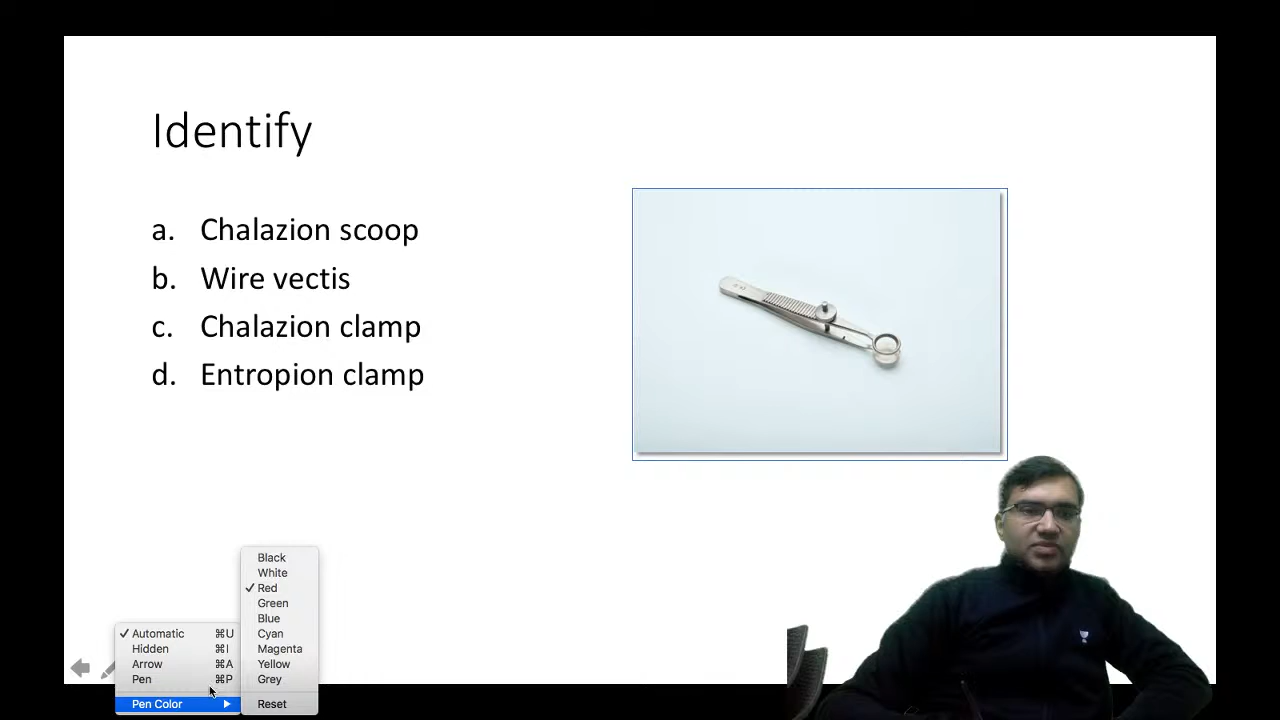 Identify
a. Chalazion scoop
b. Wire vectis
c. Chalazion clamp
d. Entropion clamp
Black
White
✓ Red
Green
Blue
Cyan
Magenta
Yellow
Grey
Reset
✓ Automatic ⌘U
Hidden ⌘I
Arrow ⌘A
Pen ⌘P
Pen Color